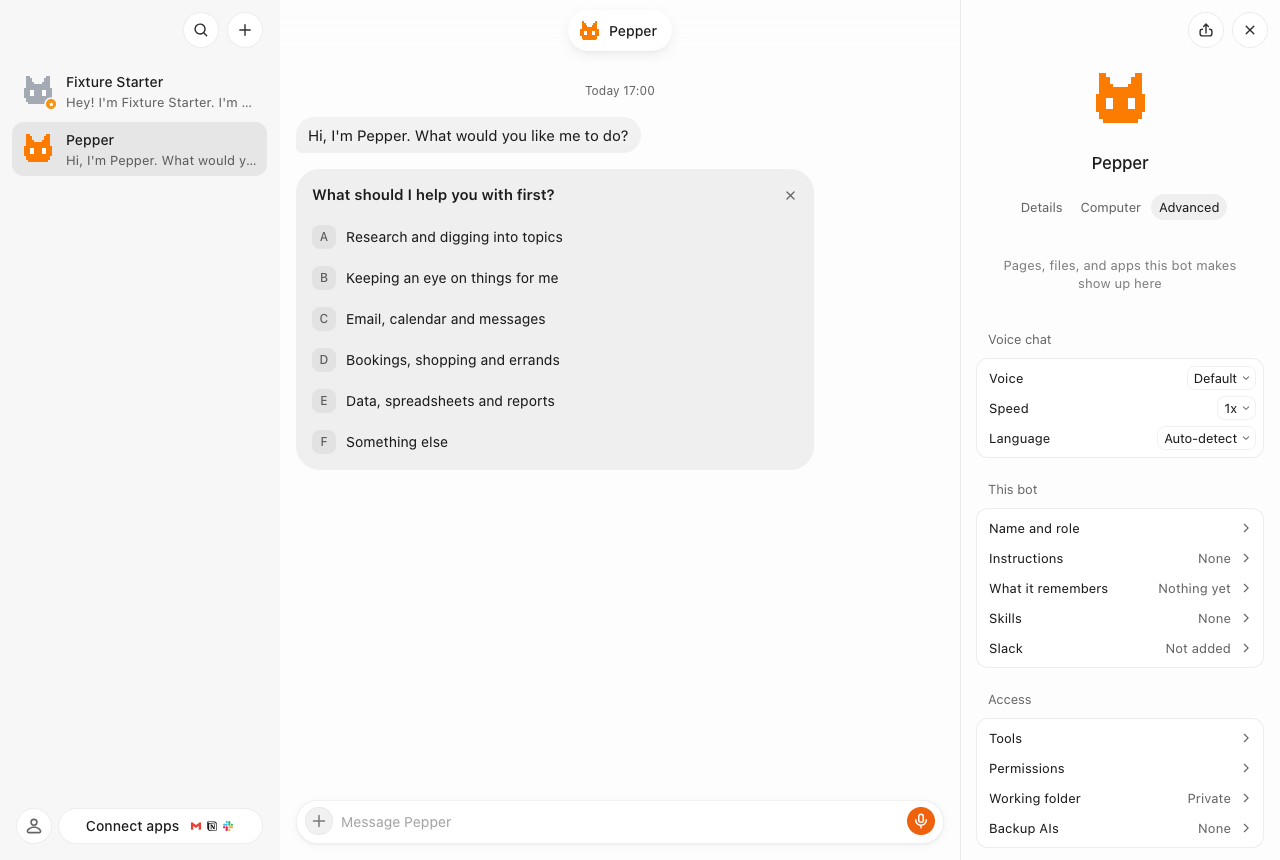 Fixture Starter
Hey! I'm Fixture Starter. I'm ...
Pepper
Hi, I'm Pepper. What would y...
Connect apps
Pepper
Today 17:00
Hi, I'm Pepper. What would you like me to do?
What should I help you with first?
A Research and digging into topics
B Keeping an eye on things for me
C Email, calendar and messages
D Bookings, shopping and errands
E Data, spreadsheets and reports
F Something else
Message Pepper
Pepper
Details Computer Advanced
Pages, files, and apps this bot makes
show up here
Voice chat
Voice Default
Speed 1x
Language Auto-detect
This bot
Name and role
Instructions None
What it remembers Nothing yet
Skills None
Slack Not added
Access
Tools
Permissions
Working folder Private
Backup AIs None